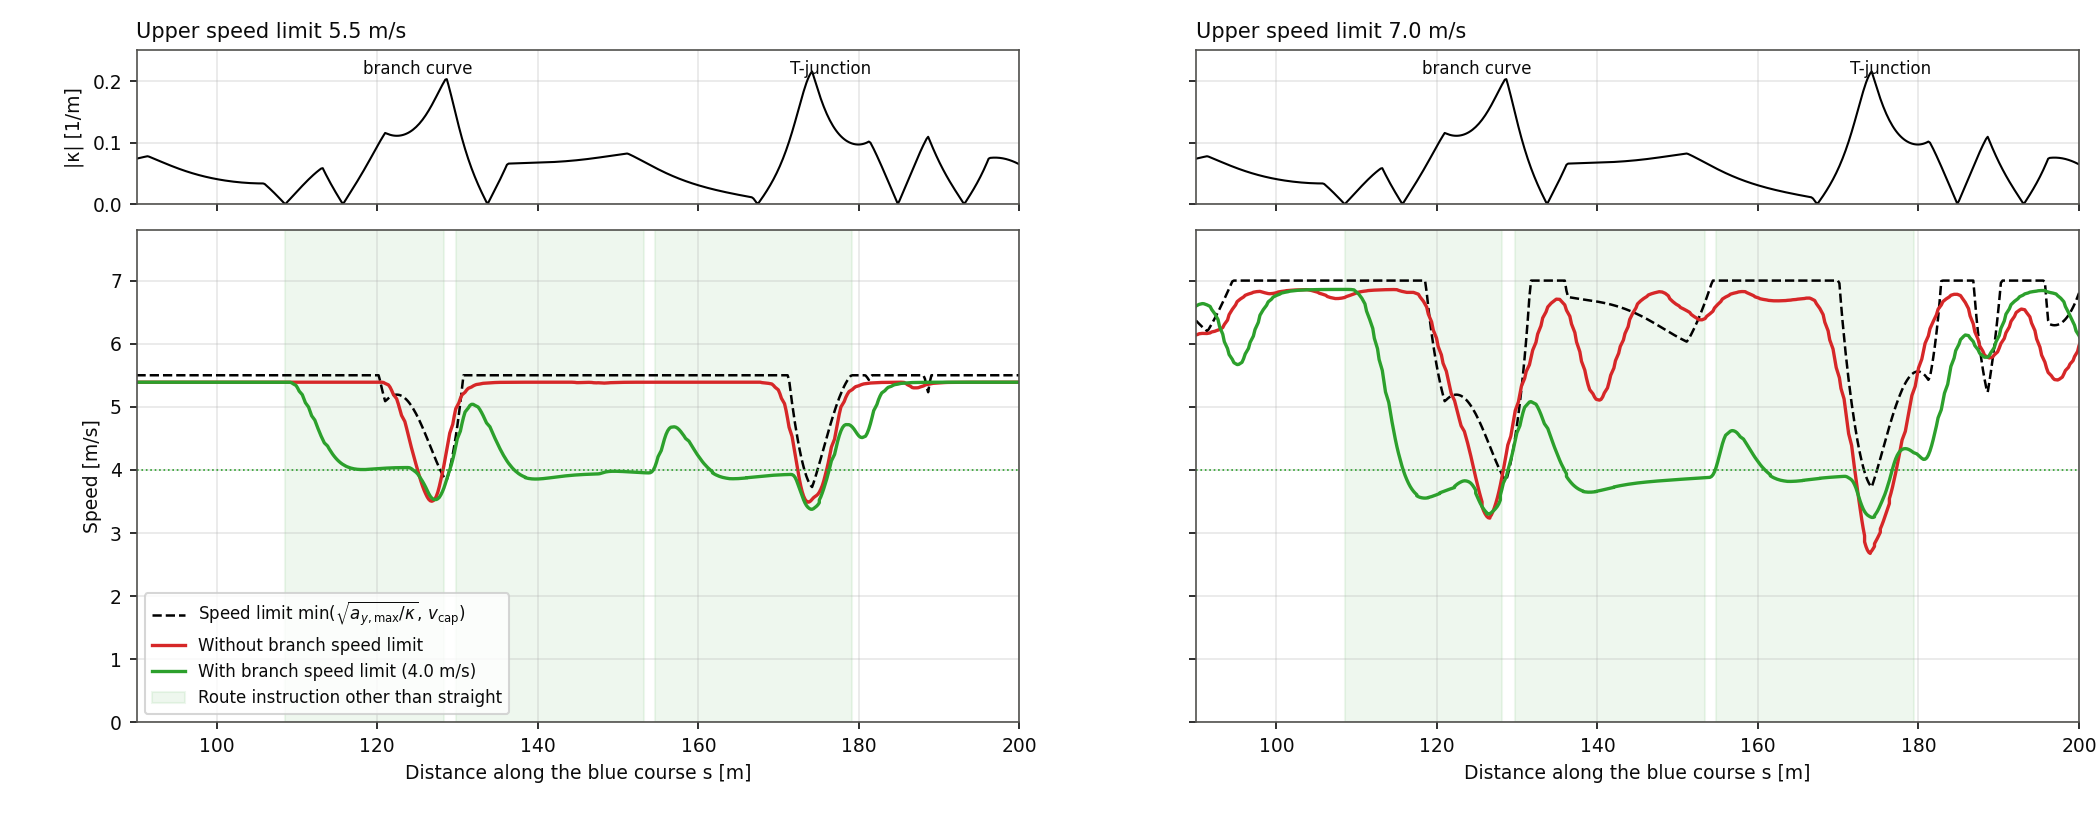 Upper speed limit 5.5 m/s
branch curve
T-junction
|κ| [1/m]
0.2
0.1
0.0
Speed [m/s]
7
6
5
4
3
2
1
0
Speed limit min(√a_{y,max}/κ, v_cap)
Without branch speed limit
With branch speed limit (4.0 m/s)
Route instruction other than straight
100 120 140 160 180 200
Distance along the blue course s [m]
Upper speed limit 7.0 m/s
branch curve
T-junction
100 120 140 160 180 200
Distance along the blue course s [m]